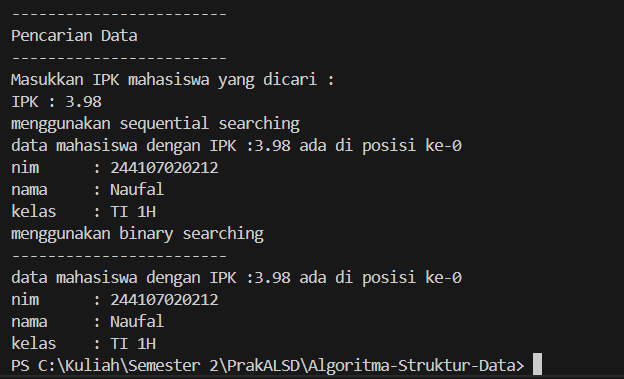 ------------------------
Pencarian Data
------------------------
Masukkan IPK mahasiswa yang dicari :
IPK : 3.98
menggunakan sequential searching
data mahasiswa dengan IPK :3.98 ada di posisi ke-0
nim      : 244107020212
nama     : Naufal
kelas    : TI 1H
menggunakan binary searching
------------------------
data mahasiswa dengan IPK :3.98 ada di posisi ke-0
nim      : 244107020212
nama     : Naufal
kelas    : TI 1H
PS C:\Kuliah\Semester 2\PrakALSD\Algoritma-Struktur-Data>